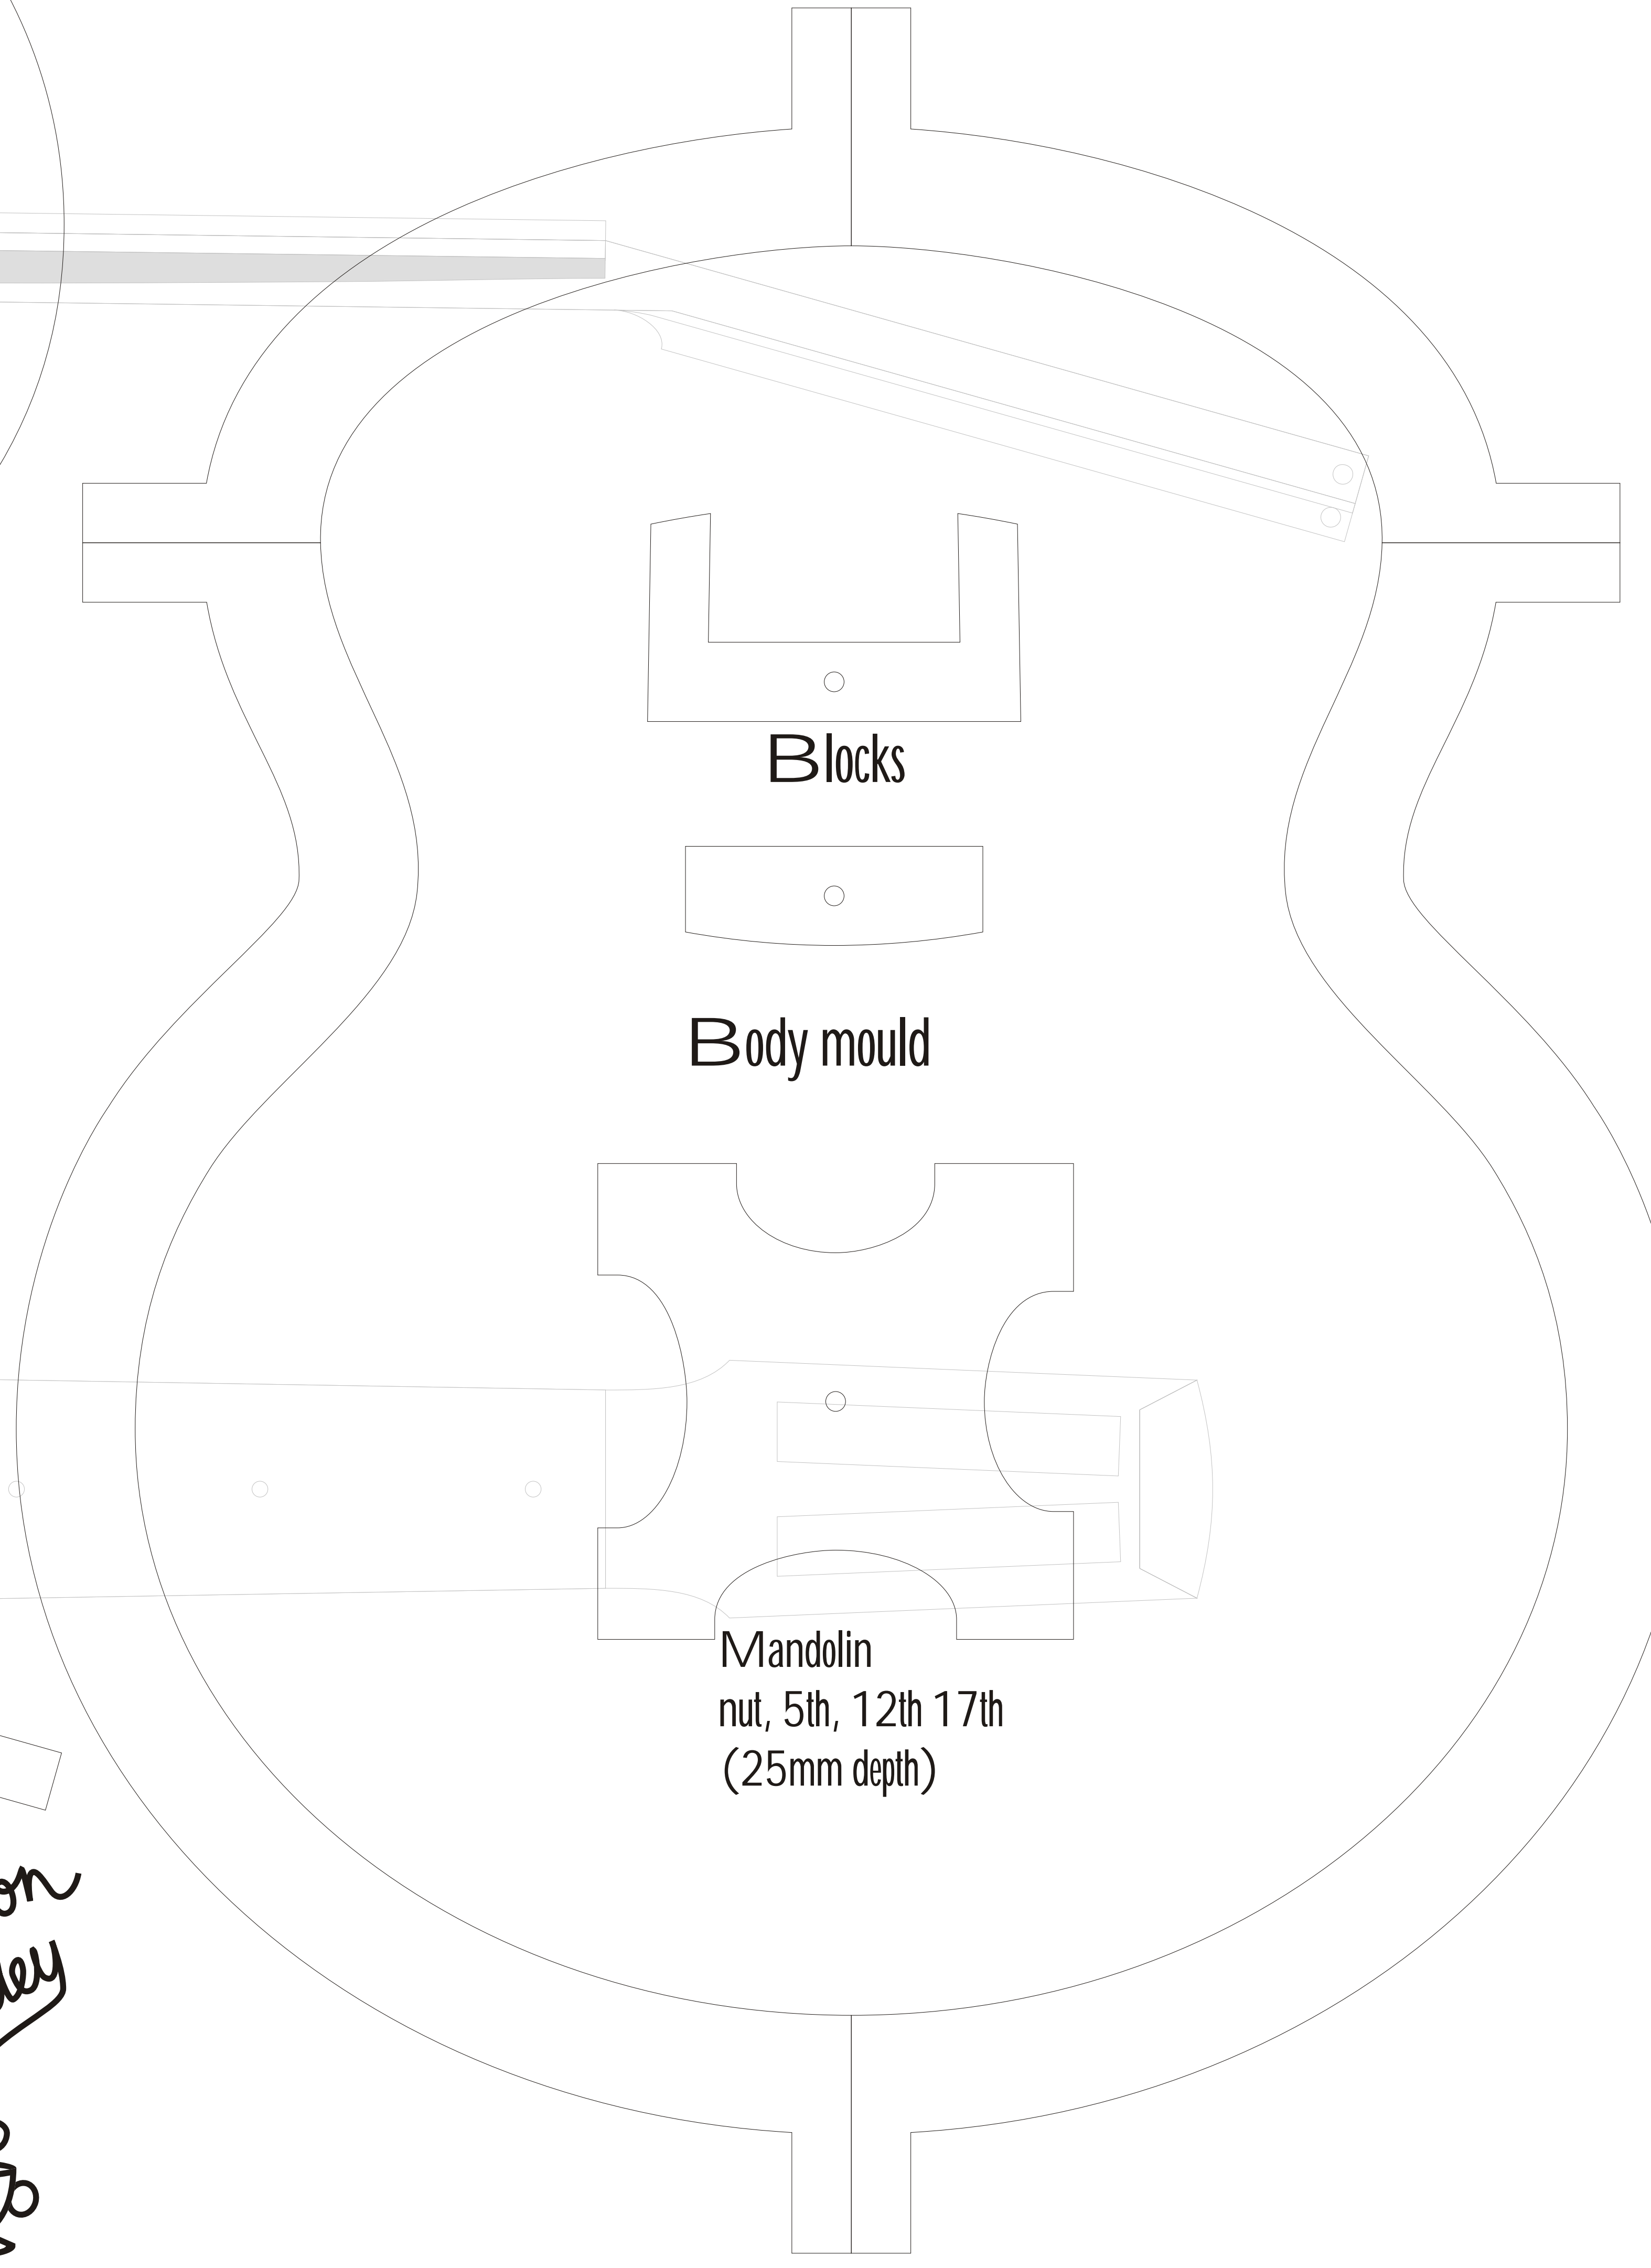 Blocks
Body mould
Mandolin
nut, 5th, 12th 17th
(25mm depth)